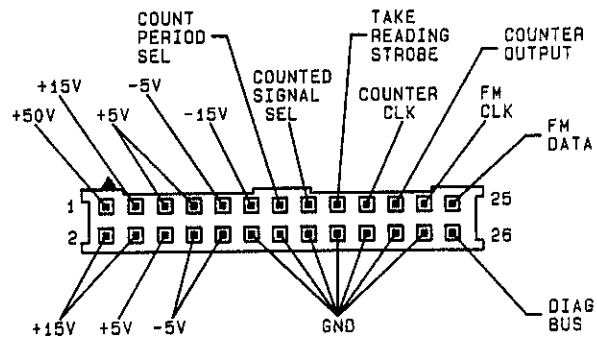 COUNT
PERIOD
SEL
TAKE
READING
STROBE
COUNTER
OUTPUT
+15V
-5V
COUNTED
SIGNAL
SEL
COUNTER
CLK
FM
CLK
+50V
+5V
-15V
FM
DATA
1
25
2
26
+15V
+5V
-5V
GND
DIAG
BUS